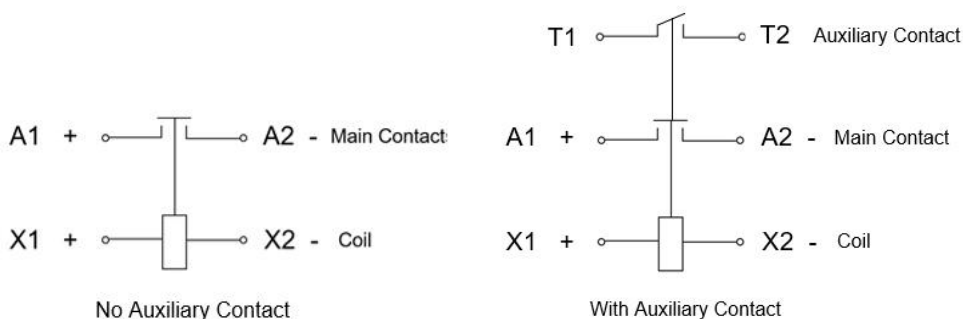 T1 T2 Auxiliary Contact
A1 + A2 - Main Contact:
A1 + A2 - Main Contact
X1 + X2 - Coil
X1 + X2 - Coil
No Auxiliary Contact
With Auxiliary Contact